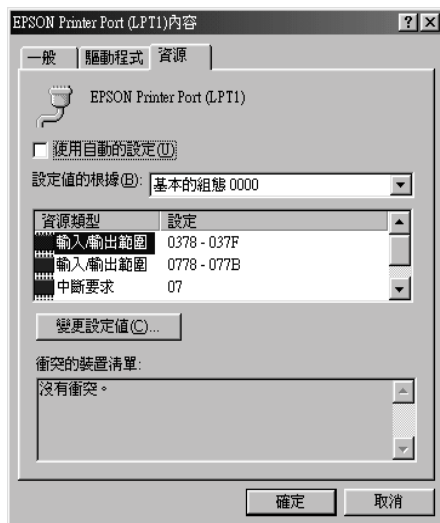 EPSON Printer Port (LPT1)內容
一般 驅動程式 資源
EPSON Printer Port (LPT1)
使用自動的設定(U)
設定值的根據(B): 基本的組態 0000
資源類型 設定
輸入/輸出範圍 0378 - 037F
輸入/輸出範圍 0778 - 077B
中斷要求 07
變更設定值(C)...
衝突的裝置清單:
沒有衝突。
確定 取消